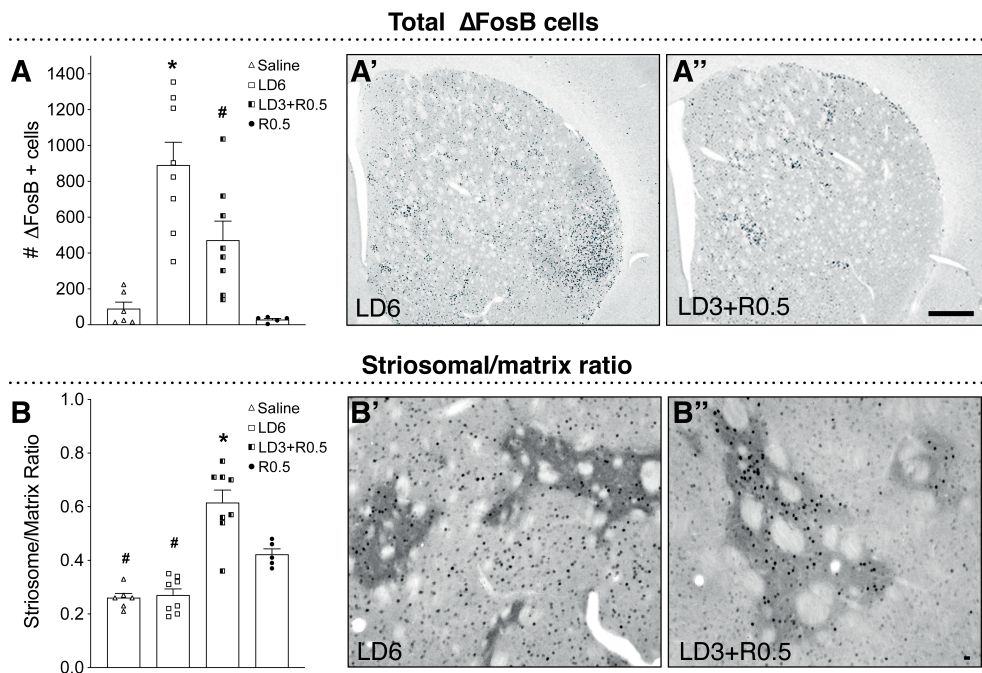 Total ΔFosB cells
A
# ΔFosB + cells
1400
1200
1000
800
600
400
200
0
*
#
Saline
LD6
LD3+R0.5
R0.5
A'
LD6
A''
LD3+R0.5
Striosomal/matrix ratio
B
Striosome/Matrix Ratio
1.0
0.8
0.6
0.4
0.2
0.0
#
#
*
Saline
LD6
LD3+R0.5
R0.5
B'
LD6
B''
LD3+R0.5